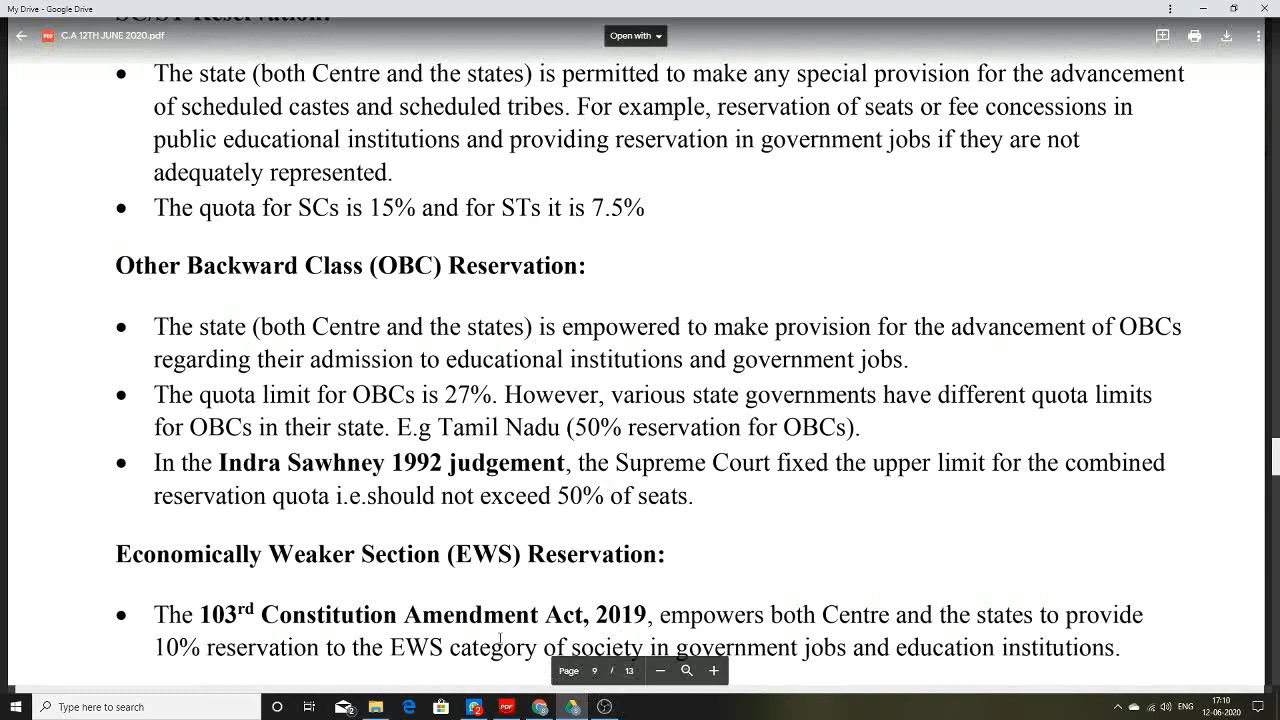 My Drive - Google Drive
SC/ST Reservation:
C.A 12TH JUNE 2020.pdf
Open with
• The state (both Centre and the states) is permitted to make any special provision for the advancement
of scheduled castes and scheduled tribes. For example, reservation of seats or fee concessions in
public educational institutions and providing reservation in government jobs if they are not
adequately represented.
• The quota for SCs is 15% and for STs it is 7.5%
Other Backward Class (OBC) Reservation:
• The state (both Centre and the states) is empowered to make provision for the advancement of OBCs
regarding their admission to educational institutions and government jobs.
• The quota limit for OBCs is 27%. However, various state governments have different quota limits
for OBCs in their state. E.g Tamil Nadu (50% reservation for OBCs).
• In the Indra Sawhney 1992 judgement, the Supreme Court fixed the upper limit for the combined
reservation quota i.e.should not exceed 50% of seats.
Economically Weaker Section (EWS) Reservation:
• The 103rd Constitution Amendment Act, 2019, empowers both Centre and the states to provide
10% reservation to the EWS category of society in government jobs and education institutions.
Page 9 / 13
Type here to search
ENG
17:10
12-06-2020